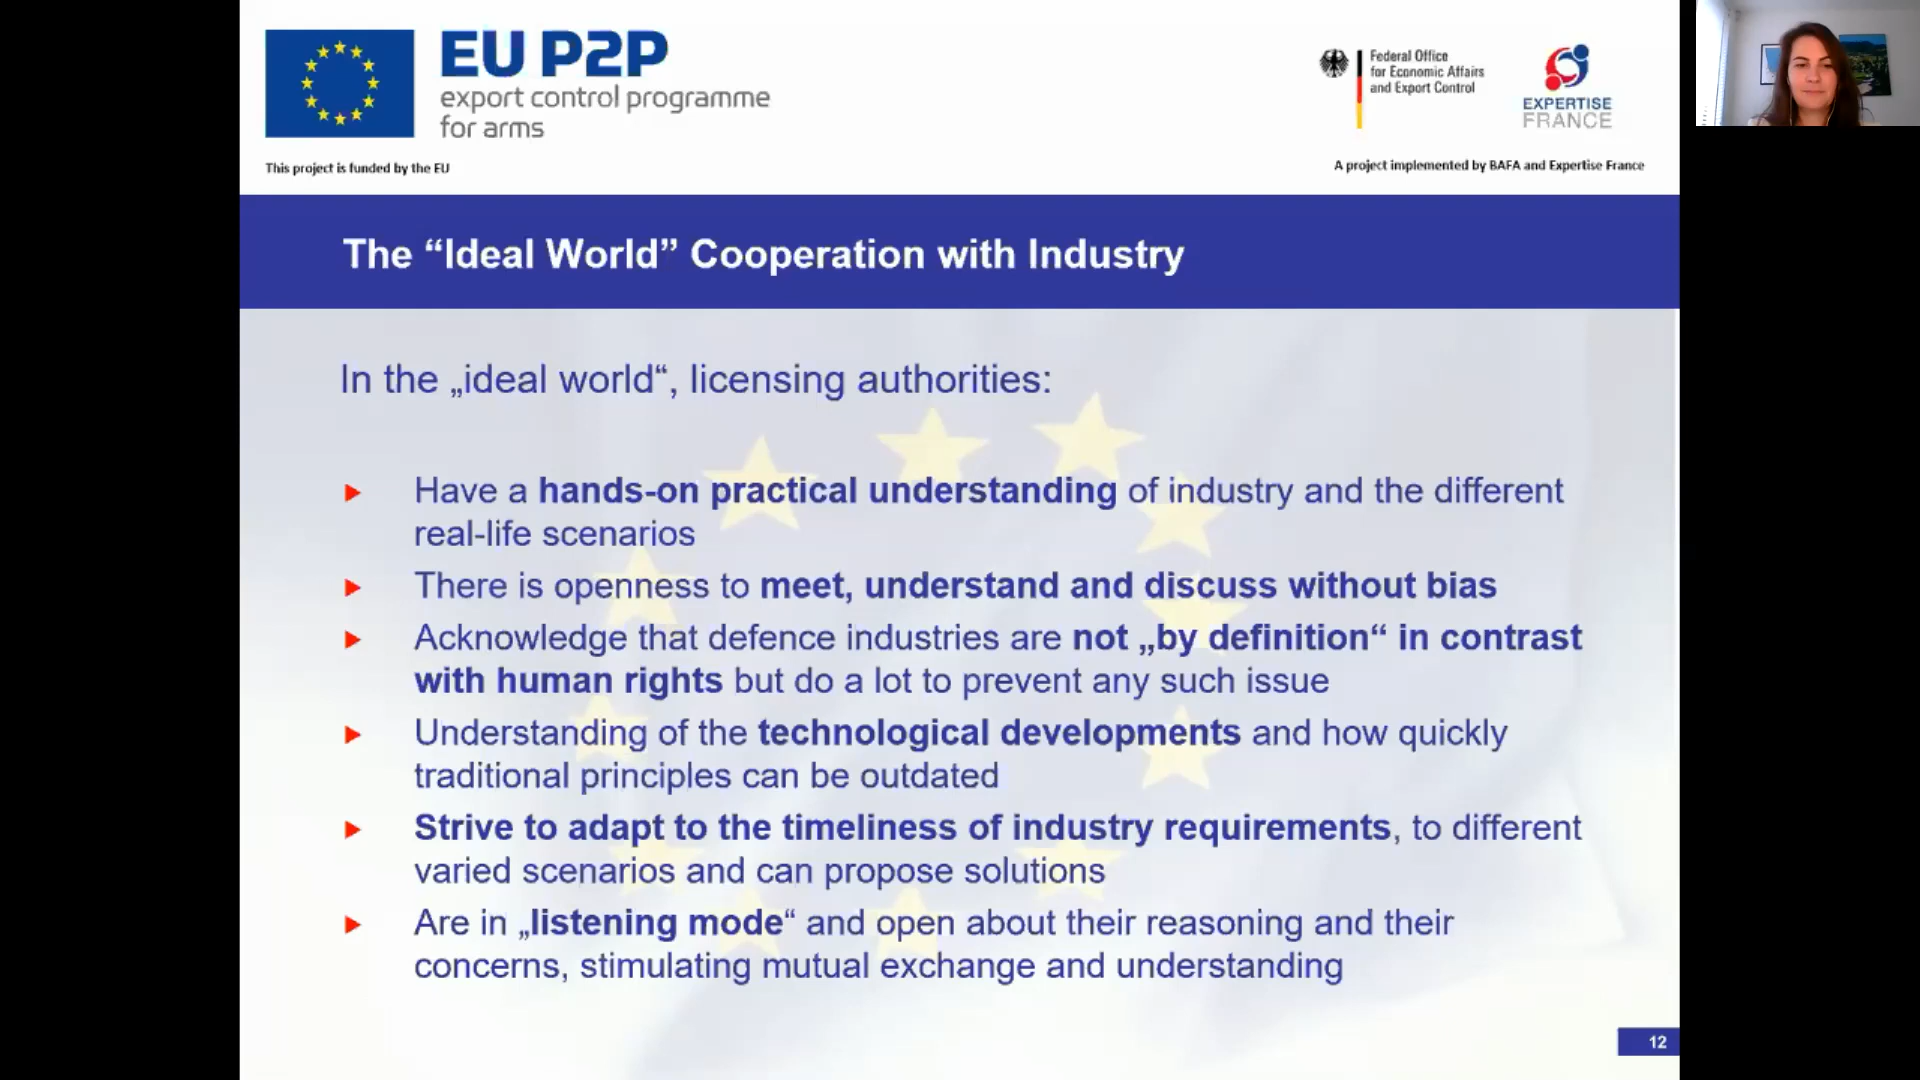 EU P2P
export control programme
for arms
This project is funded by the EU
Federal Office
for Economic Affairs
and Export Control
EXPERTISE
FRANCE
A project implemented by BAFA and Expertise France
The “Ideal World” Cooperation with Industry
In the „ideal world“, licensing authorities:
Have a hands-on practical understanding of industry and the different
real-life scenarios
There is openness to meet, understand and discuss without bias
Acknowledge that defence industries are not „by definition“ in contrast
with human rights but do a lot to prevent any such issue
Understanding of the technological developments and how quickly
traditional principles can be outdated
Strive to adapt to the timeliness of industry requirements, to different
varied scenarios and can propose solutions
Are in „listening mode“ and open about their reasoning and their
concerns, stimulating mutual exchange and understanding
12